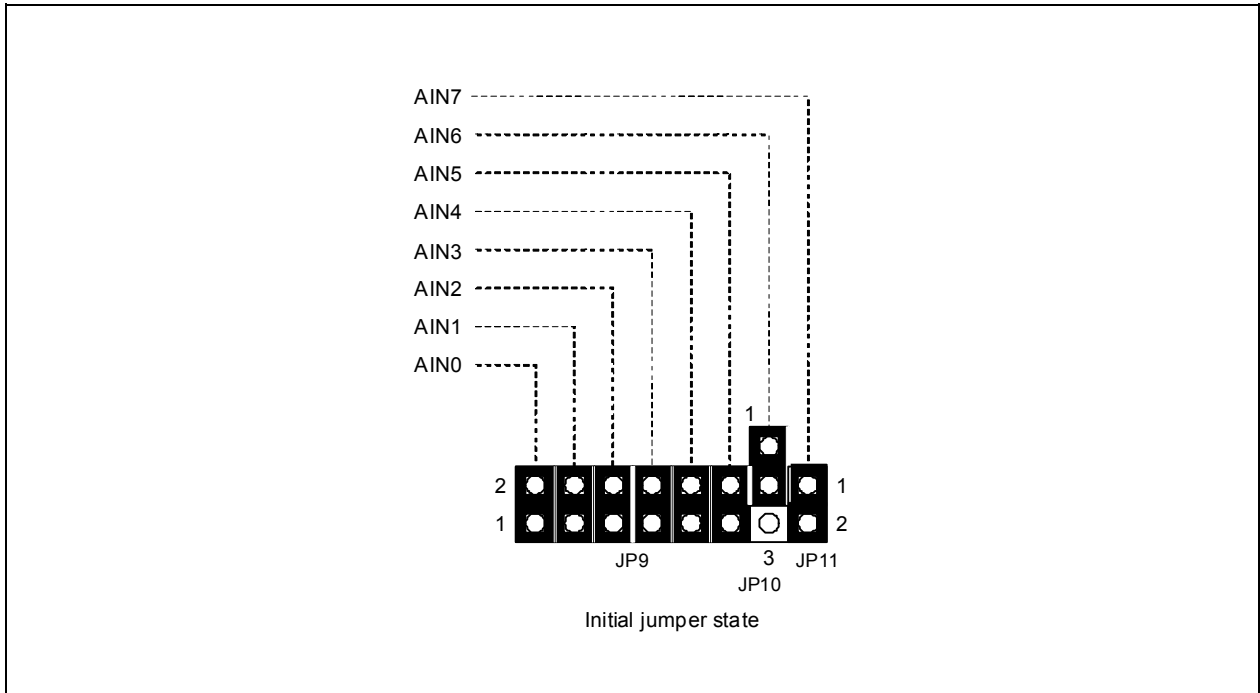 AIN7
AIN6
AIN5
AIN4
AIN3
AIN2
AIN1
AIN0
1
2 1
1 2
JP9 3 JP11
JP10
Initial jumper state